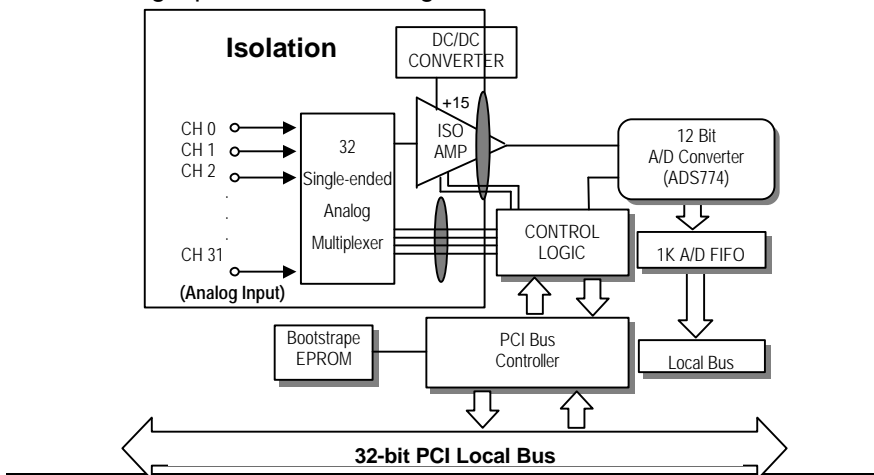 Isolation
DC/DC
CONVERTER
+15
ISO
AMP
CH 0
CH 1
CH 2
.
.
.
CH 31
(Analog Input)
32
Single-ended
Analog
Multiplexer
12 Bit
A/D Converter
(ADS774)
CONTROL
LOGIC
1K A/D FIFO
Bootstrape
EPROM
PCI Bus
Controller
Local Bus
32-bit PCI Local Bus